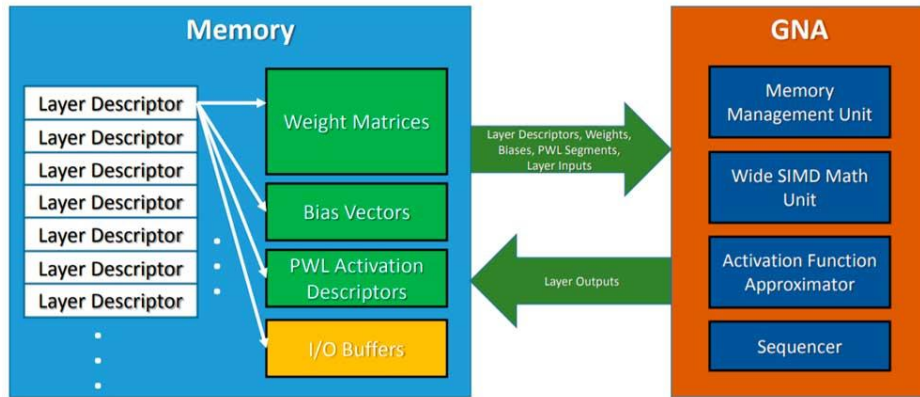 Memory
Layer Descriptor
Layer Descriptor
Layer Descriptor
Layer Descriptor
Layer Descriptor
Layer Descriptor
Layer Descriptor
Weight Matrices
Bias Vectors
PWL Activation
Descriptors
I/O Buffers
Layer Descriptors, Weights,
Biases, PWL Segments,
Layer Inputs
Layer Outputs
GNA
Memory
Management Unit
Wide SIMD Math
Unit
Activation Function
Approximator
Sequencer